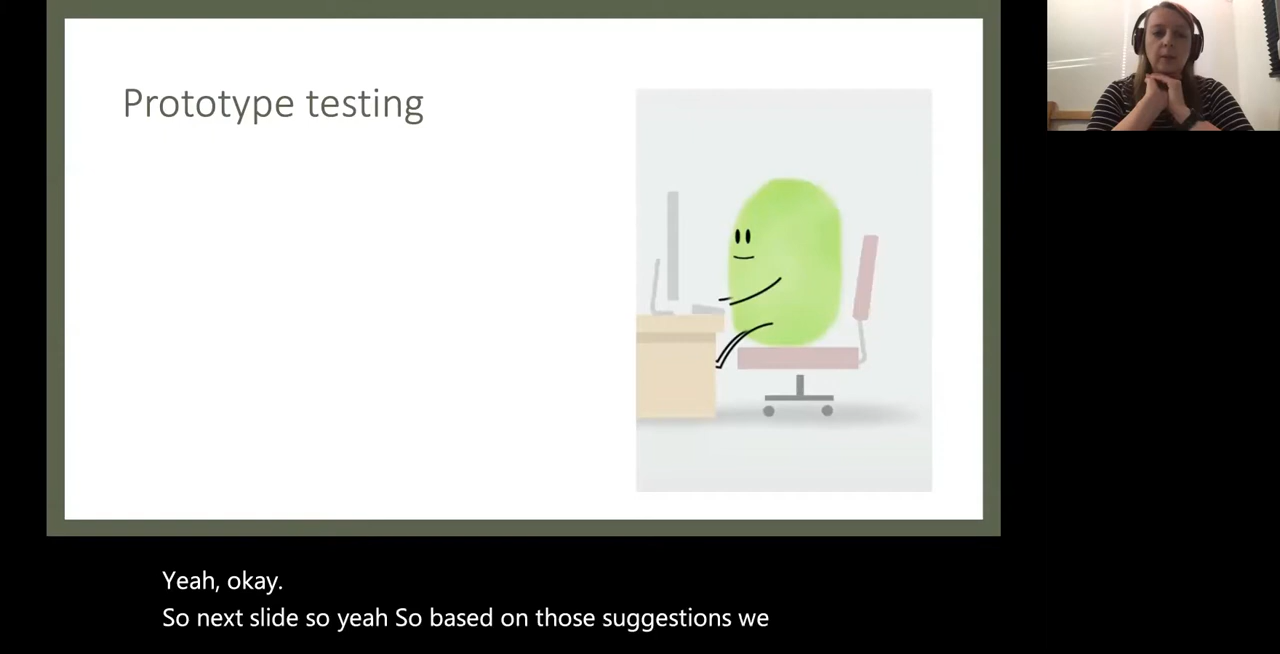 Prototype testing
Yeah, okay.
So next slide so yeah So based on those suggestions we